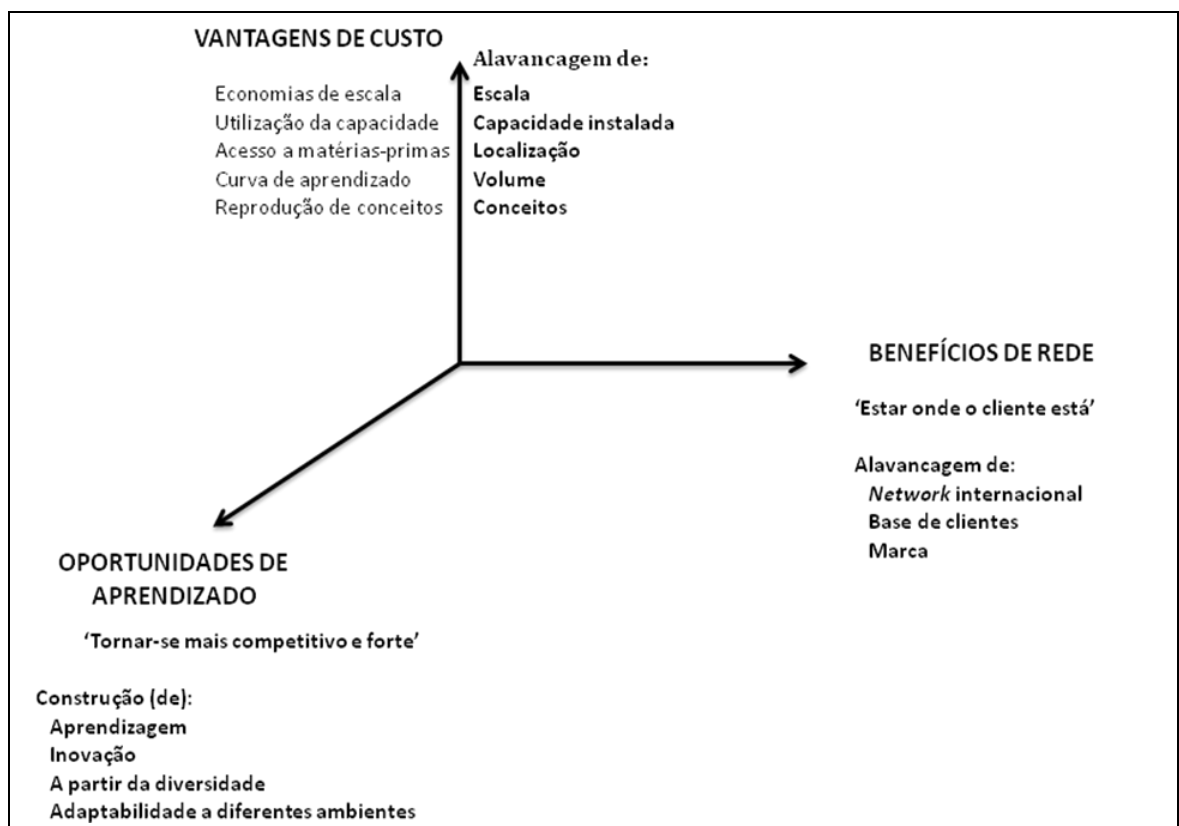 VANTAGENS DE CUSTO
Alavancagem de:
Economias de escala
Escala
Utilização da capacidade
Capacidade instalada
Acesso a matérias-primas
Localização
Curva de aprendizado
Volume
Reprodução de conceitos
Conceitos
BENEFÍCIOS DE REDE
‘Estar onde o cliente está’
Alavancagem de:
Network internacional
Base de clientes
Marca
OPORTUNIDADES DE
APRENDIZADO
‘Tornar-se mais competitivo e forte’
Construção (de):
Aprendizagem
Inovação
A partir da diversidade
Adaptabilidade a diferentes ambientes